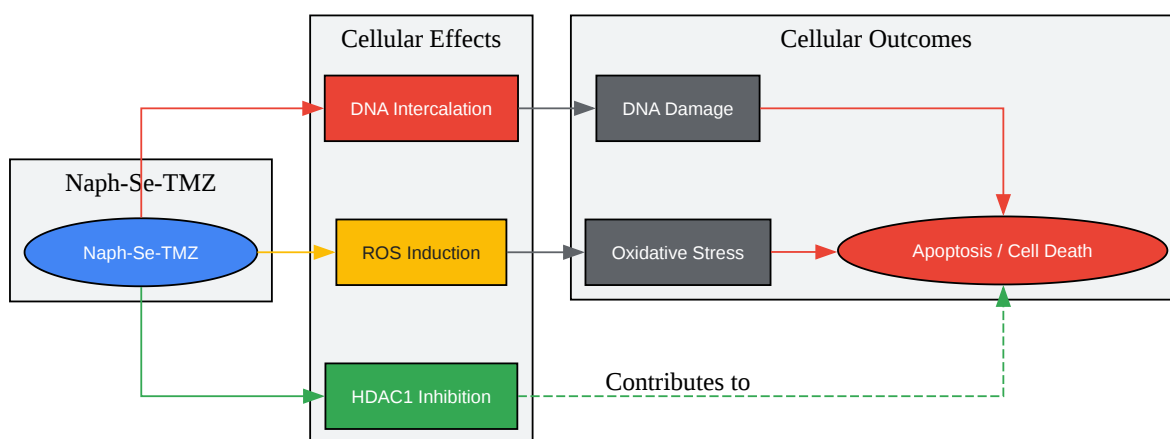 Cellular Effects
Cellular Outcomes
DNA Intercalation
DNA Damage
Naph-Se-TMZ
Naph-Se-TMZ
ROS Induction
Oxidative Stress
Apoptosis / Cell Death
Contributes to
HDAC1 Inhibition